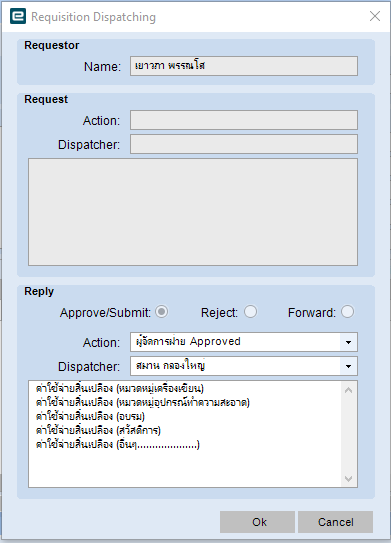 Requisition Dispatching
Requestor
Name: เยาวภา พรรณโส
Request
Action:
Dispatcher:
Reply
Approve/Submit: Reject: Forward:
Action: ผู้จัดการฝ่าย Approved
Dispatcher: สมาน กลองใหญ่
ค่าใช้จ่ายสิ้นเปลือง (หมวดหมู่เครื่องเขียน)
ค่าใช้จ่ายสิ้นเปลือง (หมวดหมู่อุปกรณ์ทำความสะอาด)
ค่าใช้จ่ายสิ้นเปลือง (อบรม)
ค่าใช้จ่ายสิ้นเปลือง (สวัสดิการ)
ค่าใช้จ่ายสิ้นเปลือง (อื่นๆ....................)
Ok Cancel